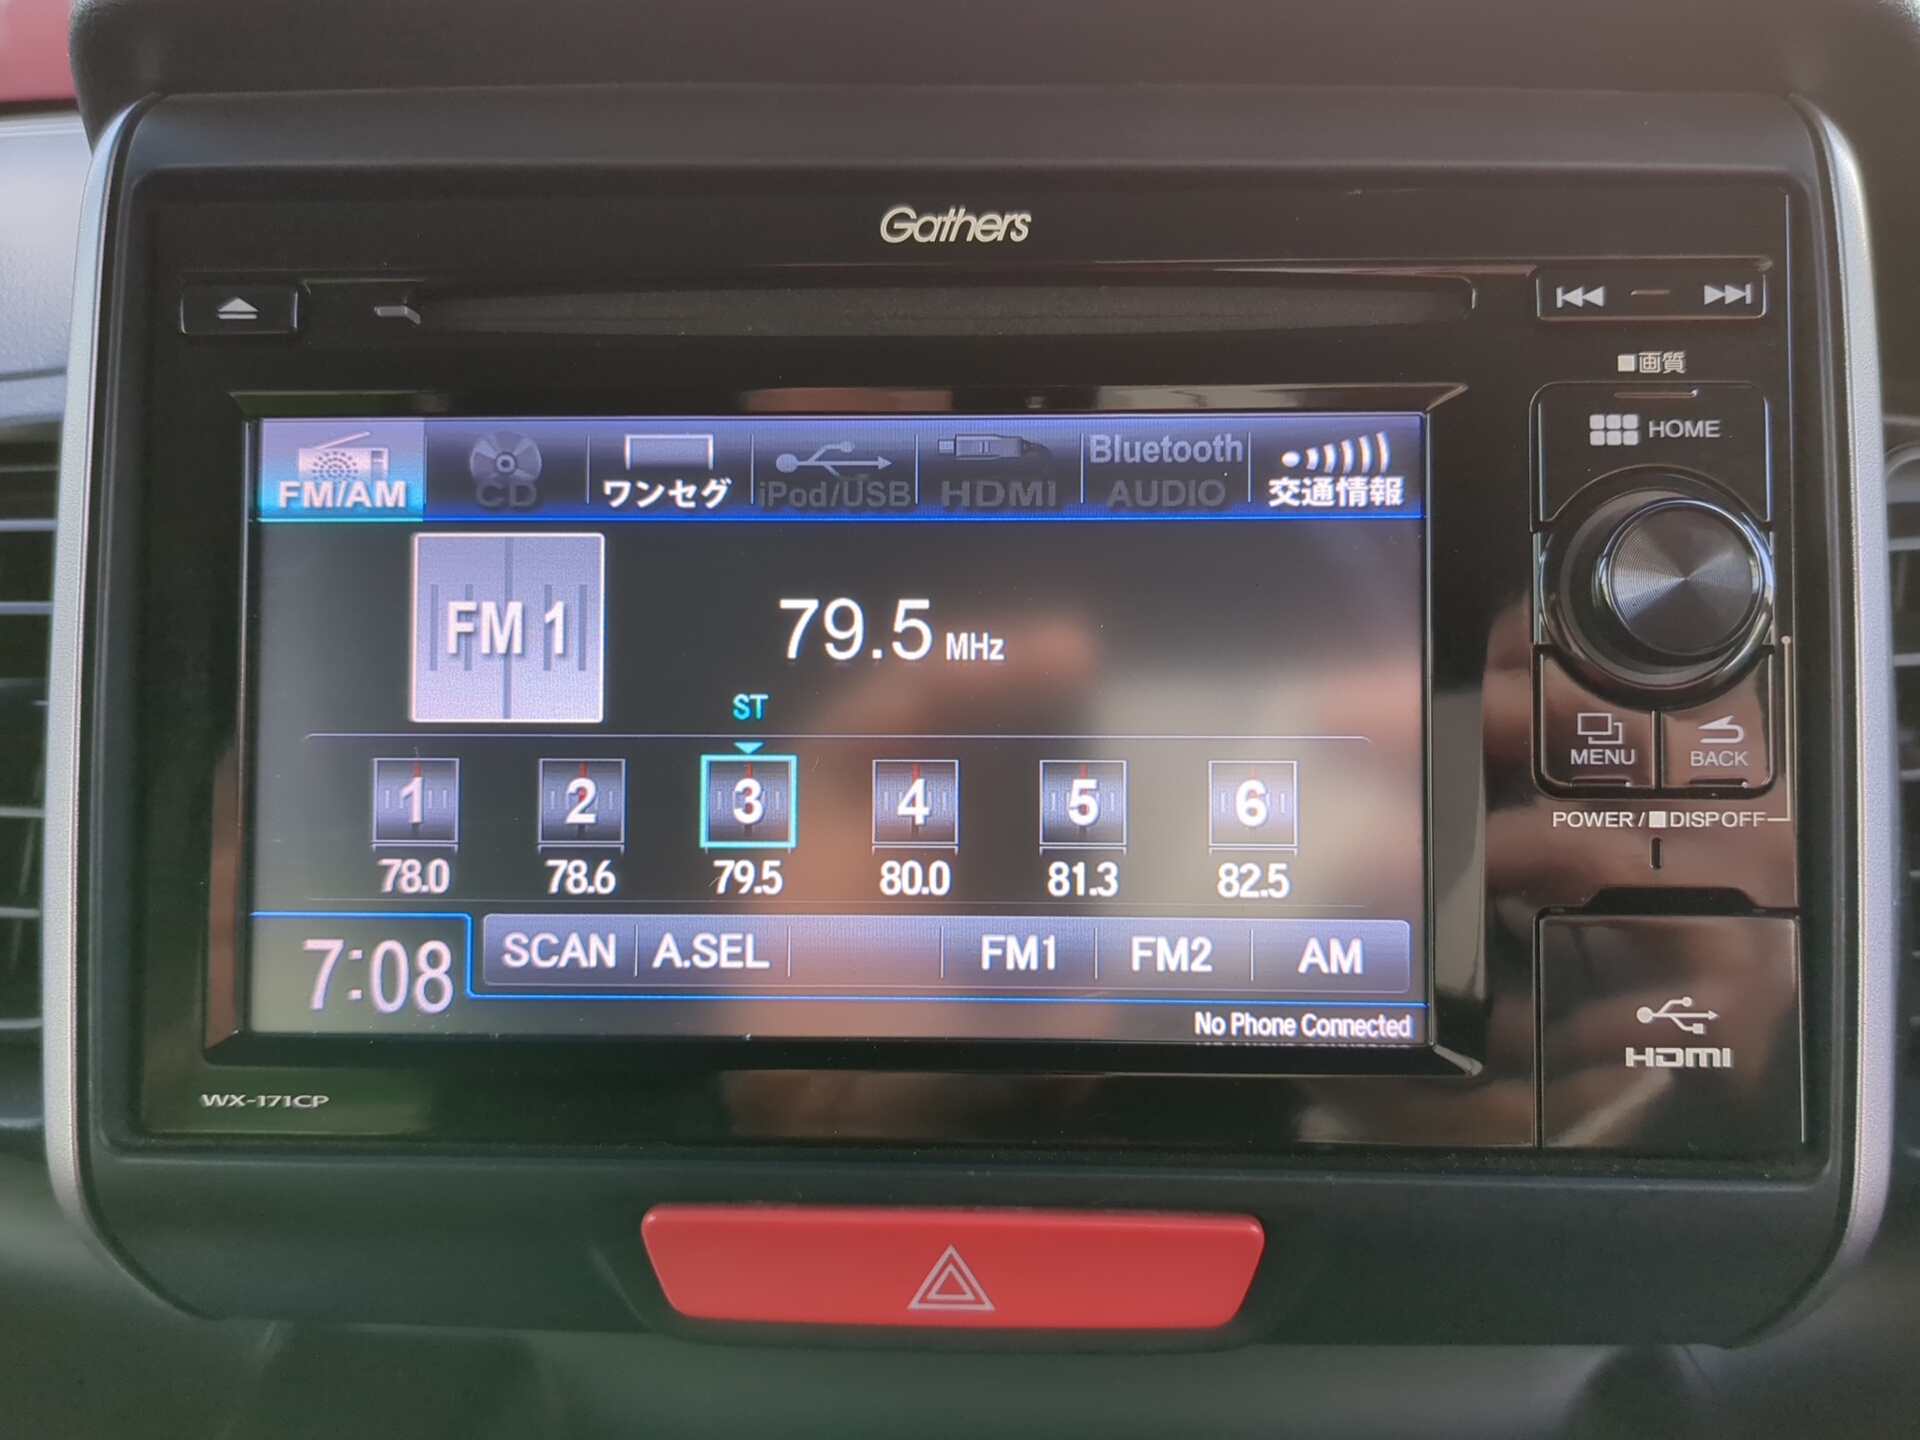 Gathers
画質
HOME
FM/AM CD ワンセグ iPod/USB HDMI Bluetooth AUDIO 交通情報
FM 1
79.5 MHz
ST
1 2 3 4 5 6
78.0 78.6 79.5 80.0 81.3 82.5
MENU BACK
POWER / DISP OFF
7:08 SCAN A.SEL FM1 FM2 AM
No Phone Connected
HDMI
WX-171CP